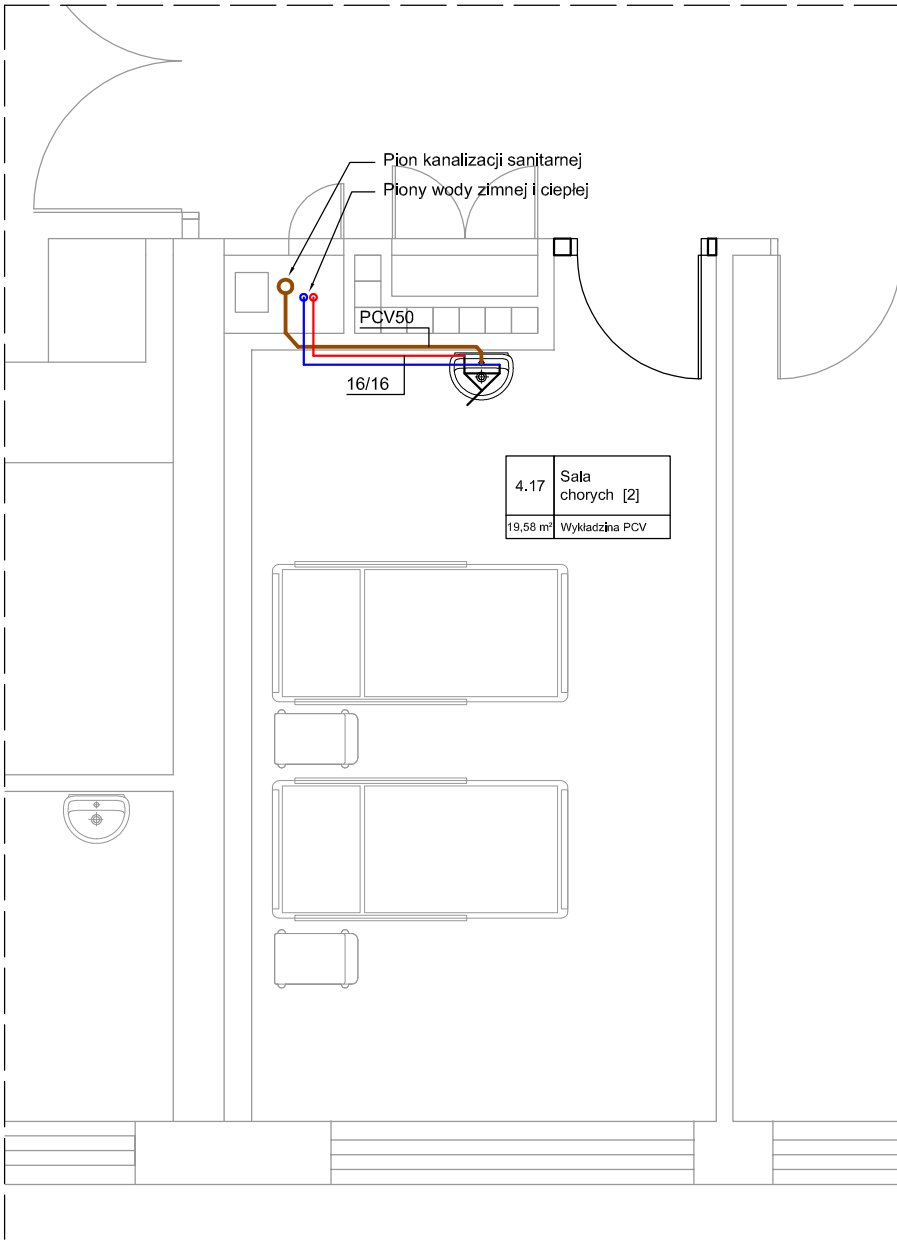 Pion kanalizacji sanitarnej
Piony wody zimnej i ciepłej
PCV50
16/16
4.17
Sala
chorych [2]
19,58 m²
Wykładzina PCV